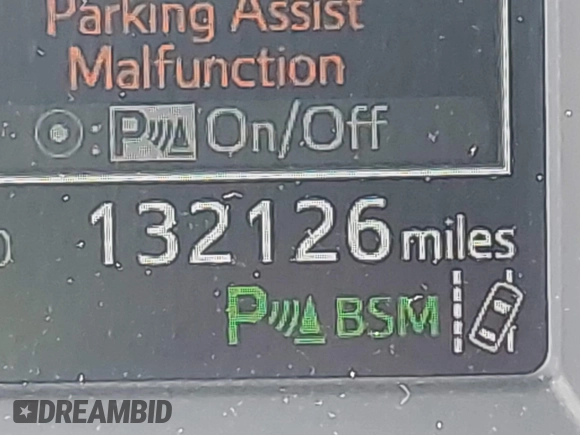 Parking Assist
Malfunction
P On/Off
132126 miles
P BSM
DREAMBID